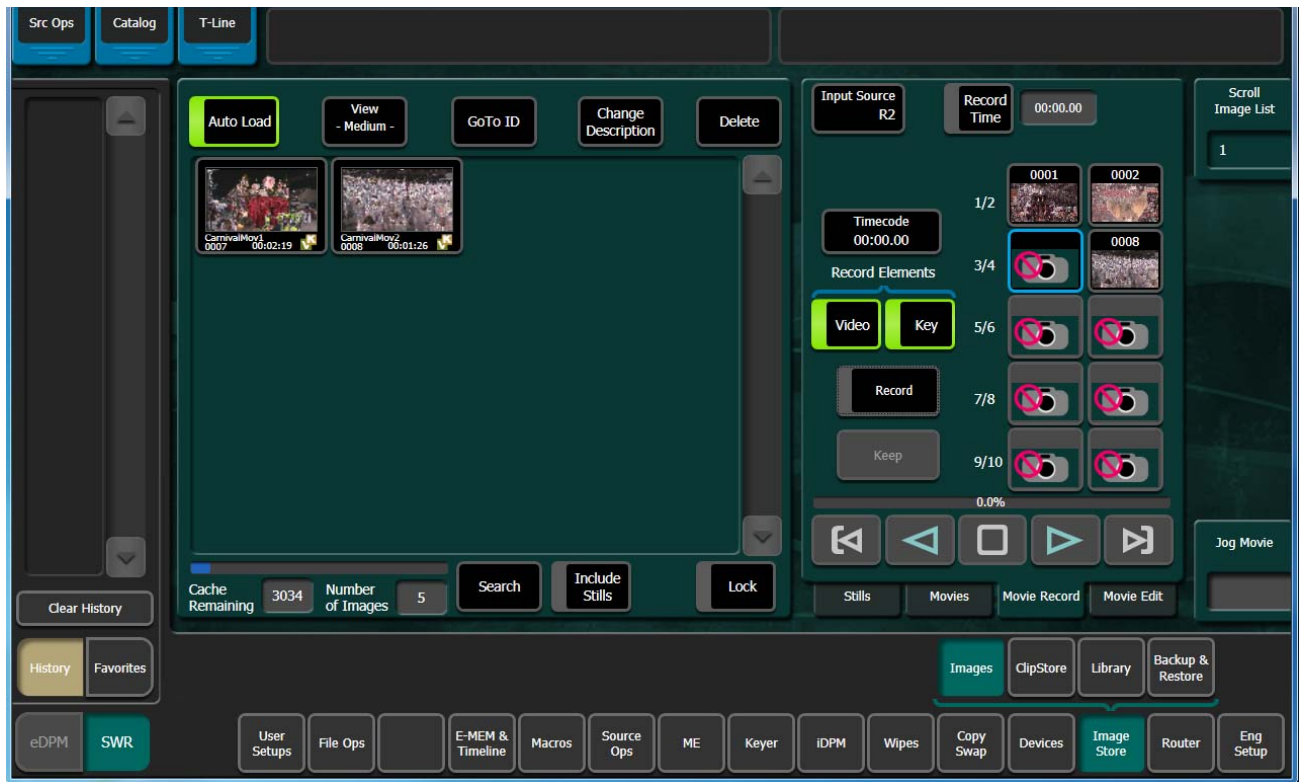 Src Ops
Catalog
T-Line
Auto Load
View
- Medium -
GoTo ID
Change
Description
Delete
CarnivalMov1
0007 00:02:19
CarnivalMov2
0008 00:01:26
Cache
Remaining
3034
Number
of Images
5
Search
Include
Stills
Lock
Input Source
R2
Record
Time
00:00.00
Timecode
00:00.00
Record Elements
Video
Key
Record
Keep
1/2
0001
0002
3/4
0008
5/6
7/8
9/10
0.0%
Stills
Movies
Movie Record
Movie Edit
Scroll
Image List
1
Jog Movie
Clear History
History
Favorites
Images
ClipStore
Library
Backup &
Restore
eDPM
SWR
User
Setups
File Ops
E-MEM &
Timeline
Macros
Source
Ops
ME
Keyer
iDPM
Wipes
Copy
Swap
Devices
Image
Store
Router
Eng
Setup